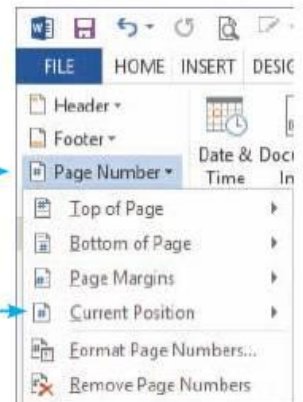 FILE HOME INSERT
Header
Footer
Page Number
Date &
Time
Top of Page
Bottom of Page
Page Margins
Current Position
Format Page Numbers...
Remove Page Numbers